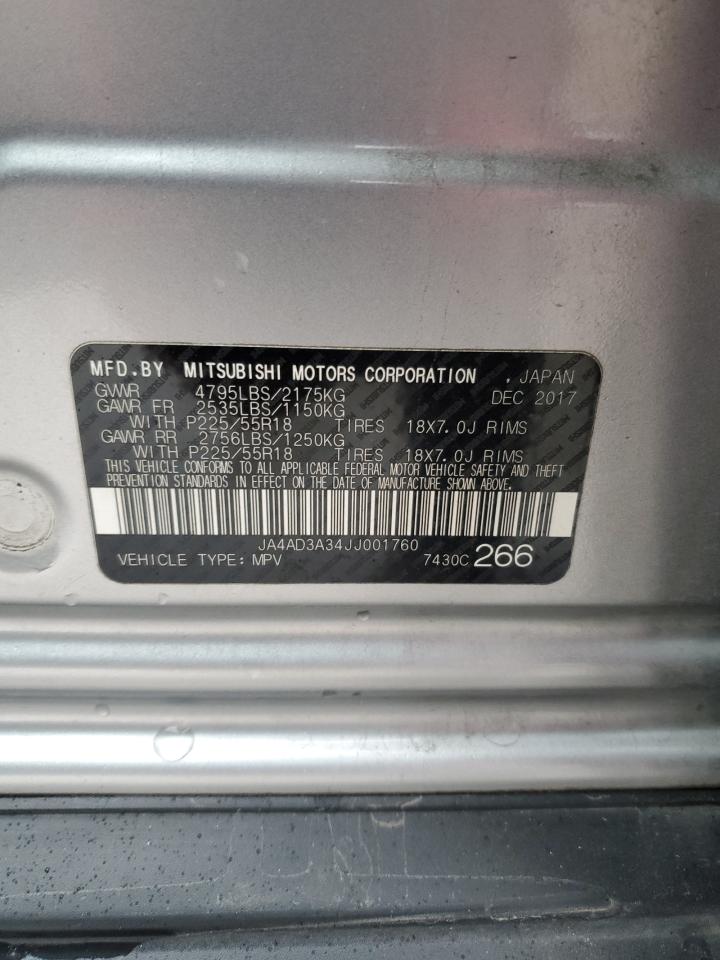 MFD.BY MITSUBISHI MOTORS CORPORATION , JAPAN
GVWR 4795LBS/2175KG DEC 2017
GAWR FR 2535LBS/1150KG
WITH P225/55R18 TIRES 18X7.0J RIMS
GAWR RR 2756LBS/1250KG
WITH P225/55R18 TIRES 18X7.0J RIMS
THIS VEHICLE CONFORMS TO ALL APPLICABLE FEDERAL MOTOR VEHICLE SAFETY AND THEFT
PREVENTION STANDARDS IN EFFECT ON THE DATE OF MANUFACTURE SHOWN ABOVE.
JA4AD3A34JJ001760
VEHICLE TYPE: MPV 7430C 266